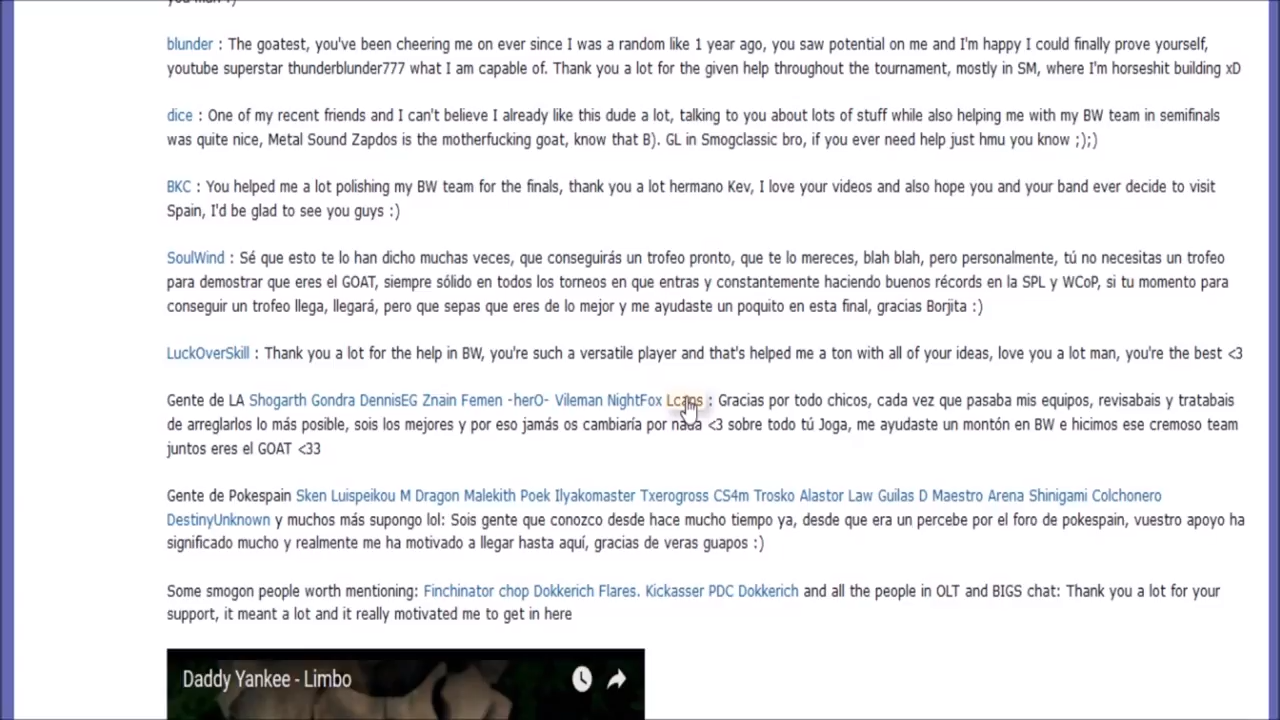 blunder : The goatest, you've been cheering me on ever since I was a random like 1 year ago, you saw potential on me and I'm happy I could finally prove yourself,
youtube superstar thunderblunder777 what I am capable of. Thank you a lot for the given help throughout the tournament, mostly in SM, where I'm horseshit building xD
dice : One of my recent friends and I can't believe I already like this dude a lot, talking to you about lots of stuff while also helping me with my BW team in semifinals
was quite nice, Metal Sound Zapdos is the motherfucking goat, know that B). GL in Smogclassic bro, if you ever need help just hmu you know ;););)
BKC : You helped me a lot polishing my BW team for the finals, thank you a lot hermano Kev, I love your videos and also hope you and your band ever decide to visit
Spain, I'd be glad to see you guys :)
SoulWind : Sé que esto te lo han dicho muchas veces, que conseguirás un trofeo pronto, que te lo mereces, blah blah, pero personalmente, tú no necesitas un trofeo
para demostrar que eres el GOAT, siempre sólido en todos los torneos en que entras y constantemente haciendo buenos récords en la SPL y WCoP, si tu momento para
conseguir un trofeo llega, llegará, pero que sepas que eres de lo mejor y me ayudaste un poquito en esta final, gracias Borjita :)
LuckOverSkill : Thank you a lot for the help in BW, you're such a versatile player and that's helped me a ton with all of your ideas, love you a lot man, you're the best <3
Gente de LA Shogarth Gondra DennisEG Znain Femen -herO- Vileman NightFox : Gracias por todo chicos, cada vez que pasaba mis equipos, revisabais y tratabais
de arreglarlos lo más posible, sois los mejores y por eso jamás os cambiaría por nada <3 sobre todo tú Joga, me ayudaste un montón en BW e hicimos ese cremoso team
juntos eres el GOAT <33
Gente de Pokespain Sken Luispeikou M Dragon Malekith Poek Ilyakomaster Txerogross CS4m Trosko Alastor Law Guilas D Maestro Arena Shinigami Colchonero
DestinyUnknown y muchos más supongo lol: Sois gente que conozco desde hace mucho tiempo ya, desde que era un percebe por el foro de pokespain, vuestro apoyo ha
significado mucho y realmente me ha motivado a llegar hasta aquí, gracias de veras guapos :)
Some smogon people worth mentioning: Finchinator chop Dokkerich Flares. Kickasser PDC Dokkerich and all the people in OLT and BIGS chat: Thank you a lot for your
support, it meant a lot and it really motivated me to get in here
Daddy Yankee - Limbo